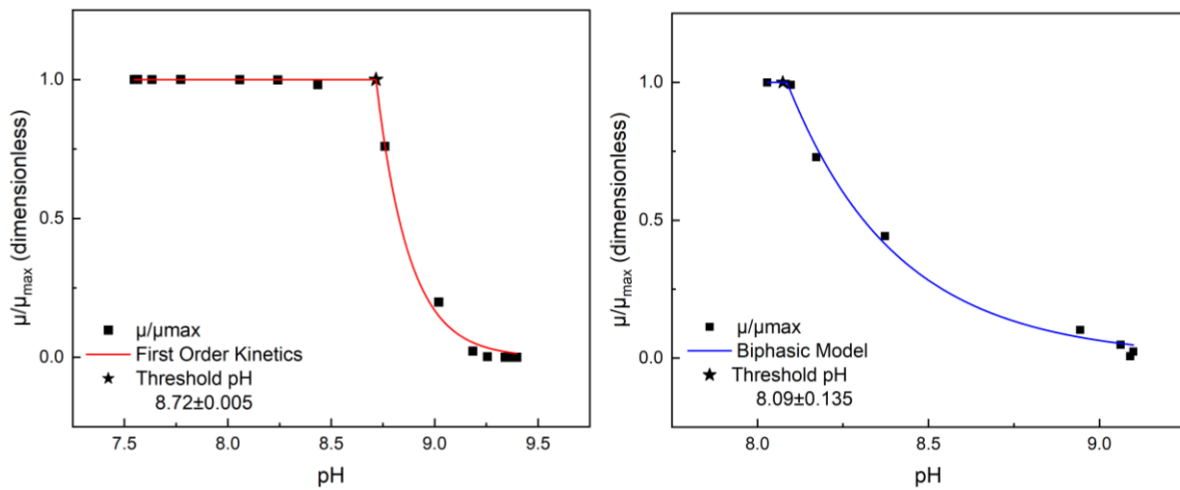 1.0
0.5
0.0
μ/μmax (dimensionless)
μ/μmax
First Order Kinetics
Threshold pH
8.72±0.005
7.5 8.0 8.5 9.0 9.5
pH
1.0
0.5
0.0
μ/μmax (dimensionless)
μ/μmax
Biphasic Model
Threshold pH
8.09±0.135
8.0 8.5 9.0
pH